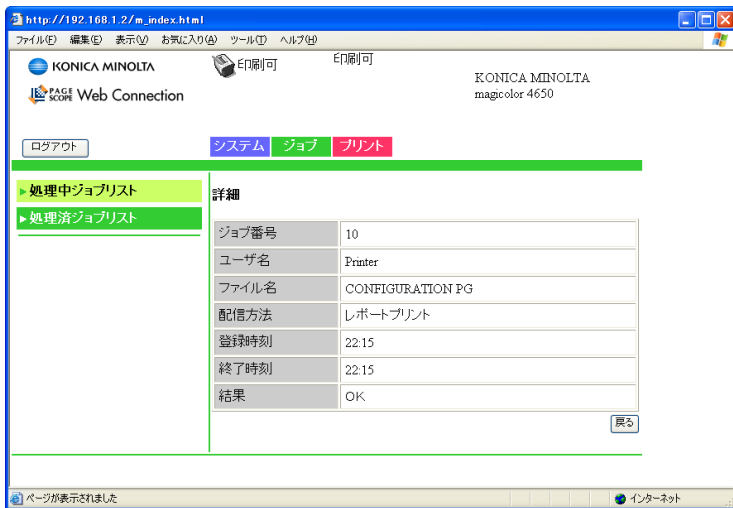 http://192.168.1.2/m_index.html
ファイル(F) 編集(E) 表示(V) お気に入り(A) ツール(T) ヘルプ(H)
KONICA MINOLTA
印刷可
印刷可
KONICA MINOLTA
magicolor 4650
PAGE SCOPE Web Connection
ログアウト
システム ジョブ プリント
処理中ジョブリスト
処理済ジョブリスト
詳細
ジョブ番号 10
ユーザ名 Printer
ファイル名 CONFIGURATION PG
配信方法 レポートプリント
登録時刻 22:15
終了時刻 22:15
結果 OK
戻る
ページが表示されました インターネット